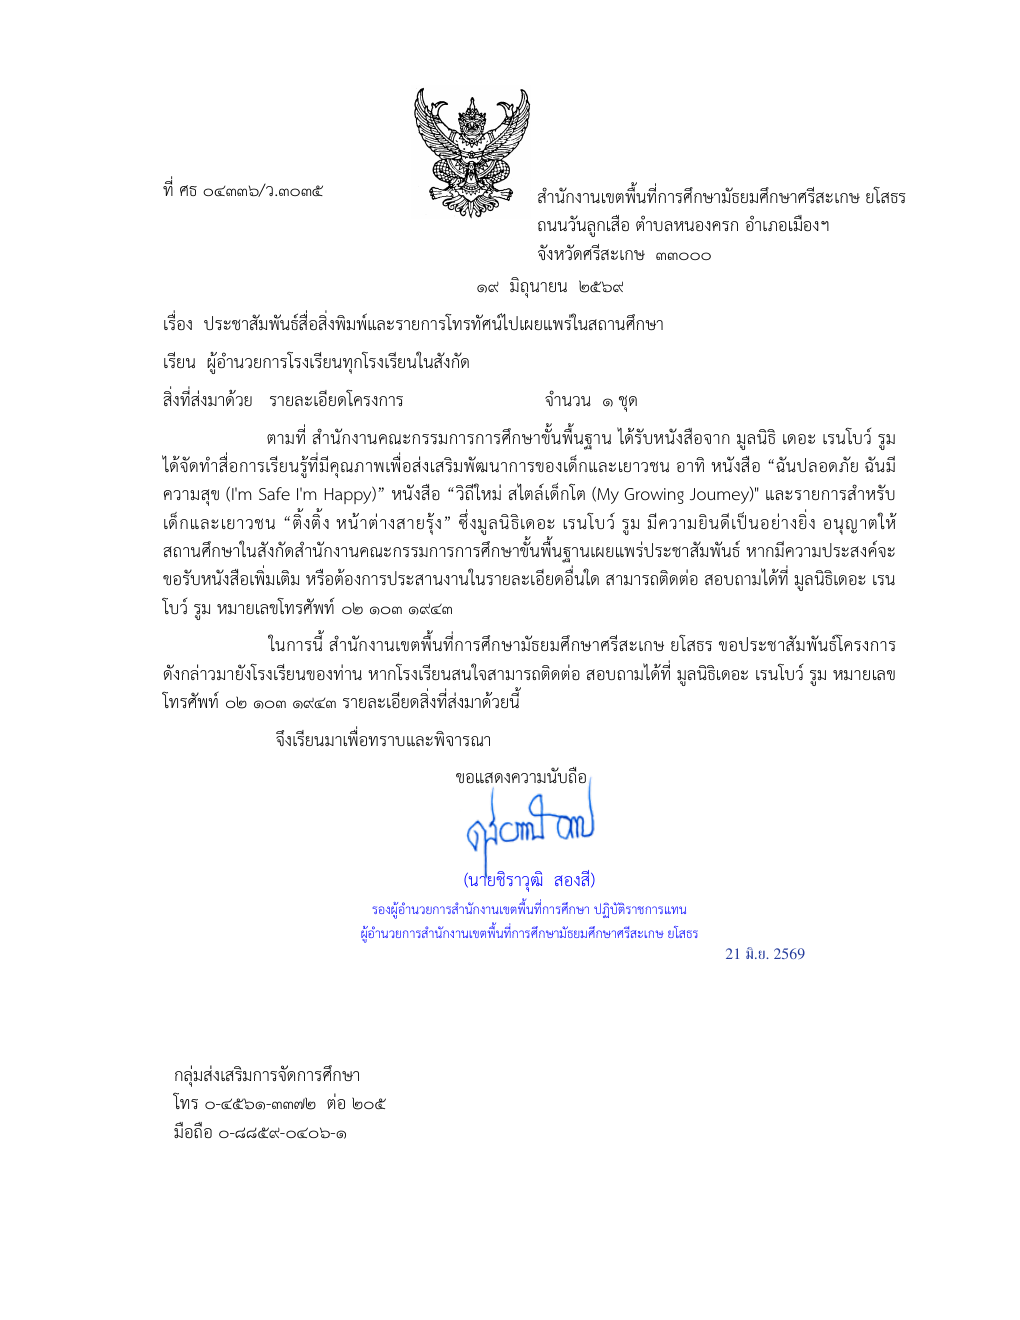 ที่ ศธ ๐๔๓๓๖/ว.๓๐๓๕
สำนักงานเขตพื้นที่การศึกษามัธยมศึกษาศรีสะเกษ ยโสธร
ถนนวันลูกเสือ ตำบลหนองครก อำเภอเมืองฯ
จังหวัดศรีสะเกษ ๓๓๐๐๐
๑๙ มิถุนายน ๒๕๖๙
เรื่อง ประชาสัมพันธ์สื่อสิ่งพิมพ์และรายการโทรทัศน์ไปเผยแพร่ในสถานศึกษา
เรียน ผู้อำนวยการโรงเรียนทุกโรงเรียนในสังกัด
สิ่งที่ส่งมาด้วย รายละเอียดโครงการ จำนวน ๑ ชุด
ตามที่ สำนักงานคณะกรรมการการศึกษาขั้นพื้นฐาน ได้รับหนังสือจาก มูลนิธิ เดอะ เรนโบว์ รูม
ได้จัดทำสื่อการเรียนรู้ที่มีคุณภาพเพื่อส่งเสริมพัฒนาการของเด็กและเยาวชน อาทิ หนังสือ “ฉันปลอดภัย ฉันมี
ความสุข (I'm Safe I'm Happy)” หนังสือ “วิถีใหม่ สไตล์เด็กโต (My Growing Journey)" และรายการสำหรับ
เด็กและเยาวชน “ติ้งติ้ง หน้าต่างสายรุ้ง” ซึ่งมูลนิธิเดอะ เรนโบว์ รูม มีความยินดีเป็นอย่างยิ่ง อนุญาตให้
สถานศึกษาในสังกัดสำนักงานคณะกรรมการการศึกษาขั้นพื้นฐานเผยแพร่ประชาสัมพันธ์ หากมีความประสงค์จะ
ขอรับหนังสือเพิ่มเติม หรือต้องการประสานงานในรายละเอียดอื่นใด สามารถติดต่อ สอบถามได้ที่ มูลนิธิเดอะ เรน
โบว์ รูม หมายเลขโทรศัพท์ ๐๒ ๑๐๓ ๑๙๔๓
ในการนี้ สำนักงานเขตพื้นที่การศึกษามัธยมศึกษาศรีสะเกษ ยโสธร ขอประชาสัมพันธ์โครงการ
ดังกล่าวมายังโรงเรียนของท่าน หากโรงเรียนสนใจสามารถติดต่อ สอบถามได้ที่ มูลนิธิเดอะ เรนโบว์ รูม หมายเลข
โทรศัพท์ ๐๒ ๑๐๓ ๑๙๔๓ รายละเอียดสิ่งที่ส่งมาด้วยนี้
จึงเรียนมาเพื่อทราบและพิจารณา
ขอแสดงความนับถือ
(นายชิราวุฒิ สองสี)
รองผู้อำนวยการสำนักงานเขตพื้นที่การศึกษา ปฏิบัติราชการแทน
ผู้อำนวยการสำนักงานเขตพื้นที่การศึกษามัธยมศึกษาศรีสะเกษ ยโสธร
21 มิ.ย. 2569
กลุ่มส่งเสริมการจัดการศึกษา
โทร ๐-๔๕๖๑-๓๓๗๒ ต่อ ๒๐๕
มือถือ ๐-๘๘๕๙-๐๔๐๖-๑